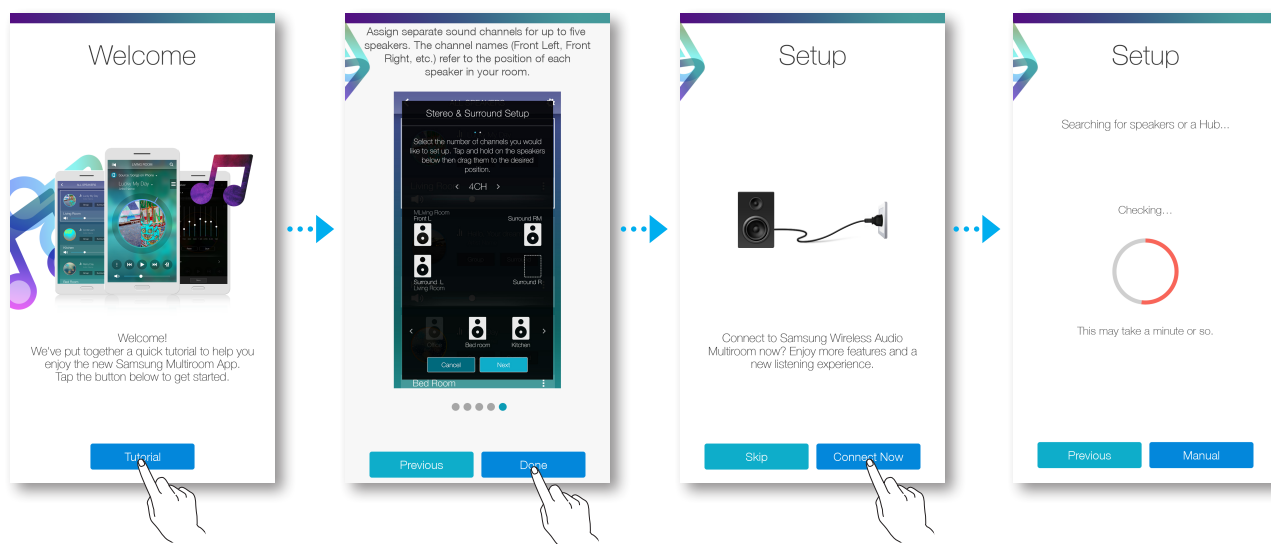 Welcome
Welcome!
We've put together a quick tutorial to help you
enjoy the new Samsung Multiroom App.
Tap the button below to get started.
Tutorial
Assign separate sound channels for up to five
speakers. The channel names (Front Left, Front
Right, etc.) refer to the position of each
speaker in your room.
Stereo & Surround Setup
Select the number of channels you would
like to set up. Tap and hold on the speakers
below then drag them to the desired
position.
4CH
MLiving Room
Front L
Surround RM
Surround L
Living Room
Surround R
Office
Bed room
Kitchen
Cancel
Next
Bed Room
Previous
Done
Setup
Connect to Samsung Wireless Audio
Multiroom now? Enjoy more features and a
new listening experience.
Skip
Connect Now
Setup
Searching for speakers or a Hub...
Checking...
This may take a minute or so.
Previous
Manual